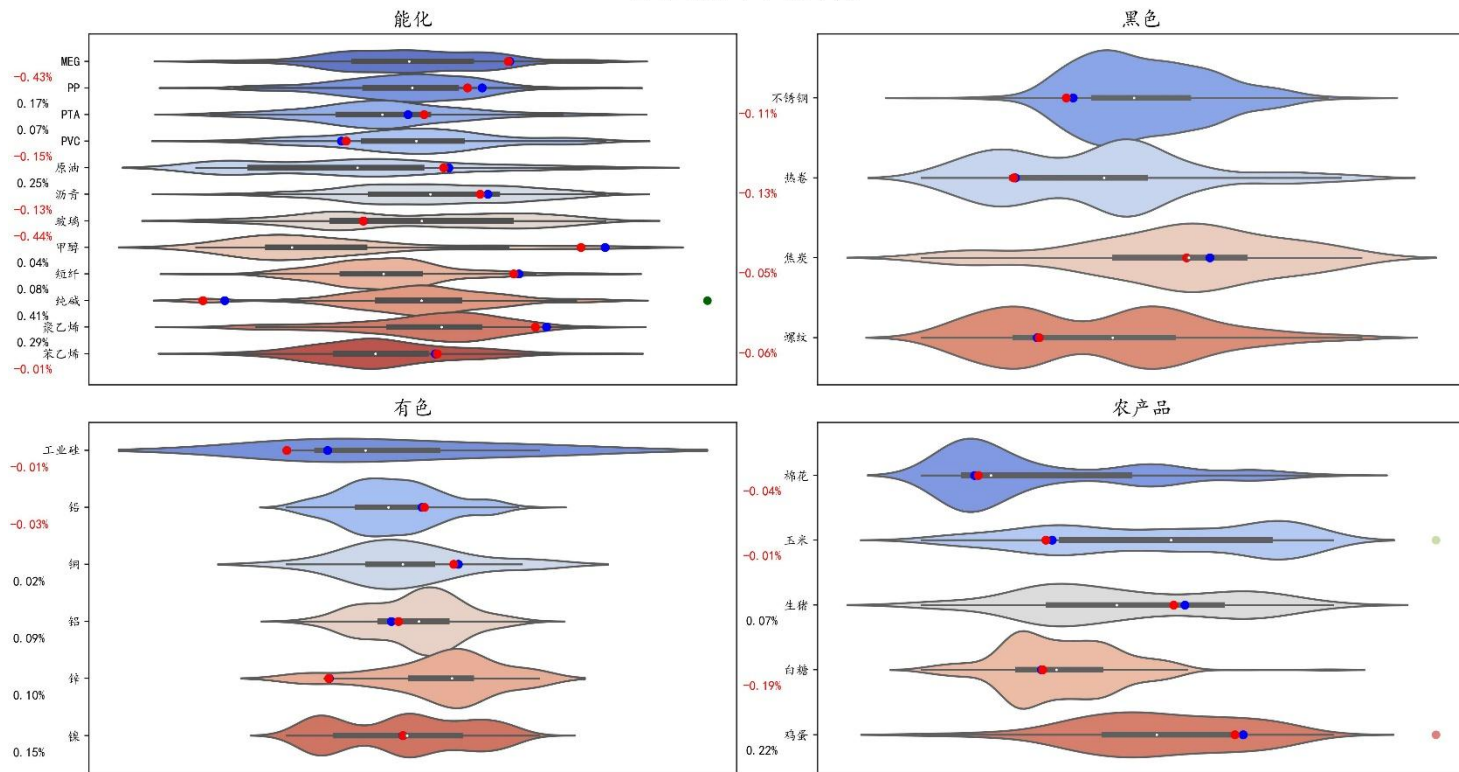 能化
MEG
-0.43%
PP
0.17%
PTA
0.07%
PVC
-0.15%
原油
0.25%
沥青
-0.13%
玻璃
-0.44%
甲醇
0.04%
短纤
0.08%
纯碱
0.41%
聚乙烯
0.29%
苯乙烯
-0.01%
黑色
不锈钢
-0.11%
热卷
-0.13%
焦炭
-0.05%
螺纹
-0.06%
有色
工业硅
-0.01%
-0.03%
铜
0.02%
铝
0.09%
锌
0.10%
镍
0.15%
农产品
棉花
-0.04%
玉米
-0.01%
生猪
0.07%
白糖
-0.19%
鸡蛋
0.22%